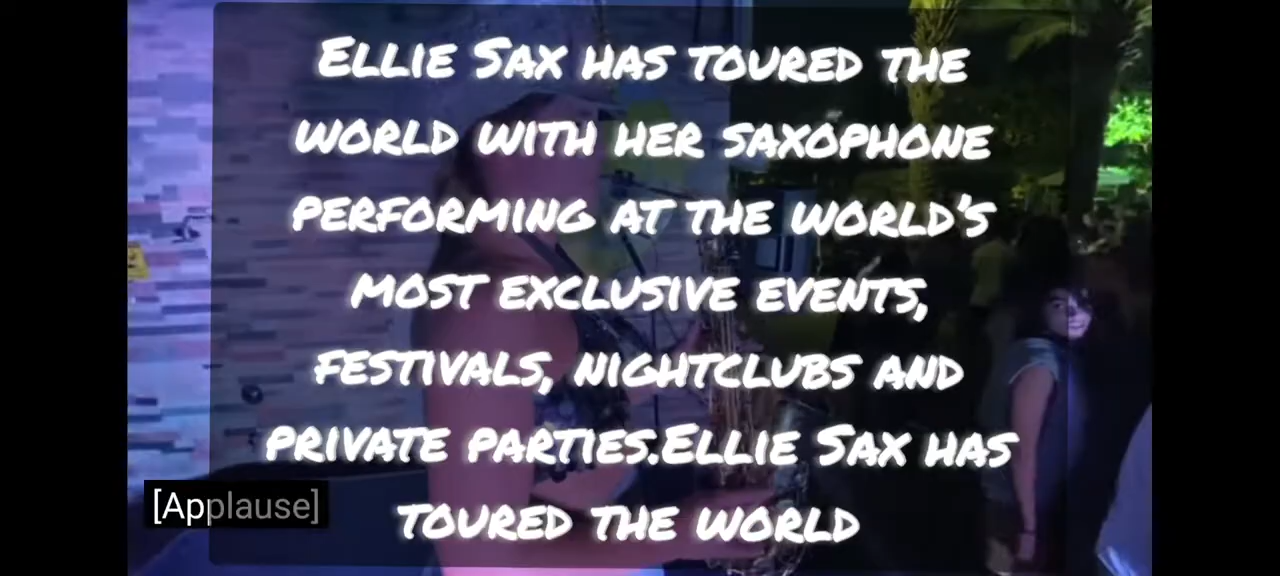 Ellie Sax has toured the
world with her saxophone
performing at the world's
most exclusive events,
festivals, nightclubs and
private parties.Ellie Sax has
toured the world
[Applause]